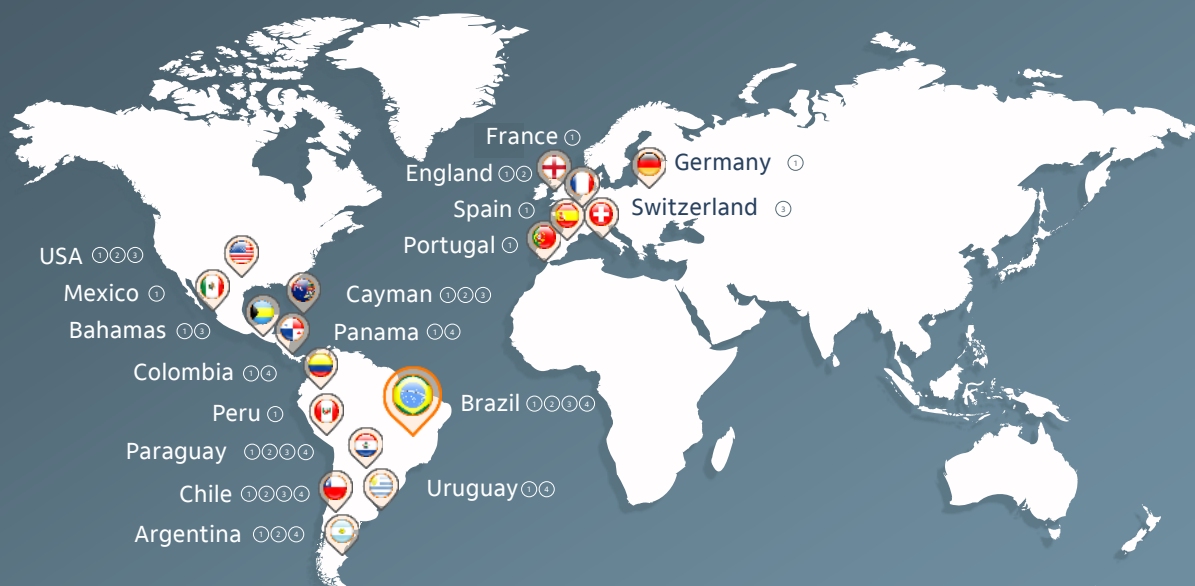 France ①
England ①②
Germany ①
Spain ①
Switzerland ③
Portugal ①
USA ①②③
Mexico ①
Cayman ①②③
Bahamas ①③
Panama ①④
Colombia ①④
Brazil ①②③④
Peru ①
Paraguay ①②③④
Chile ①②③④
Uruguay ①④
Argentina ①②④